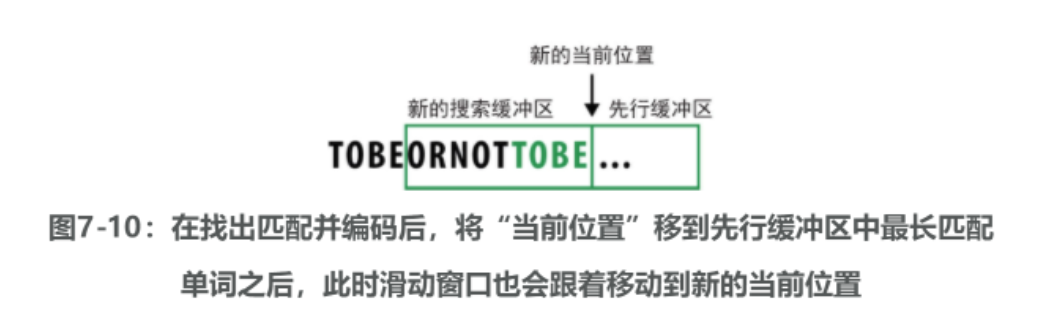 新的当前位置
新的搜索缓冲区 先行缓冲区
TOBEORNOTTOBE...
图7-10：在找出匹配并编码后，将“当前位置”移到先行缓冲区中最长匹配
单词之后，此时滑动窗口也会跟着移动到新的当前位置